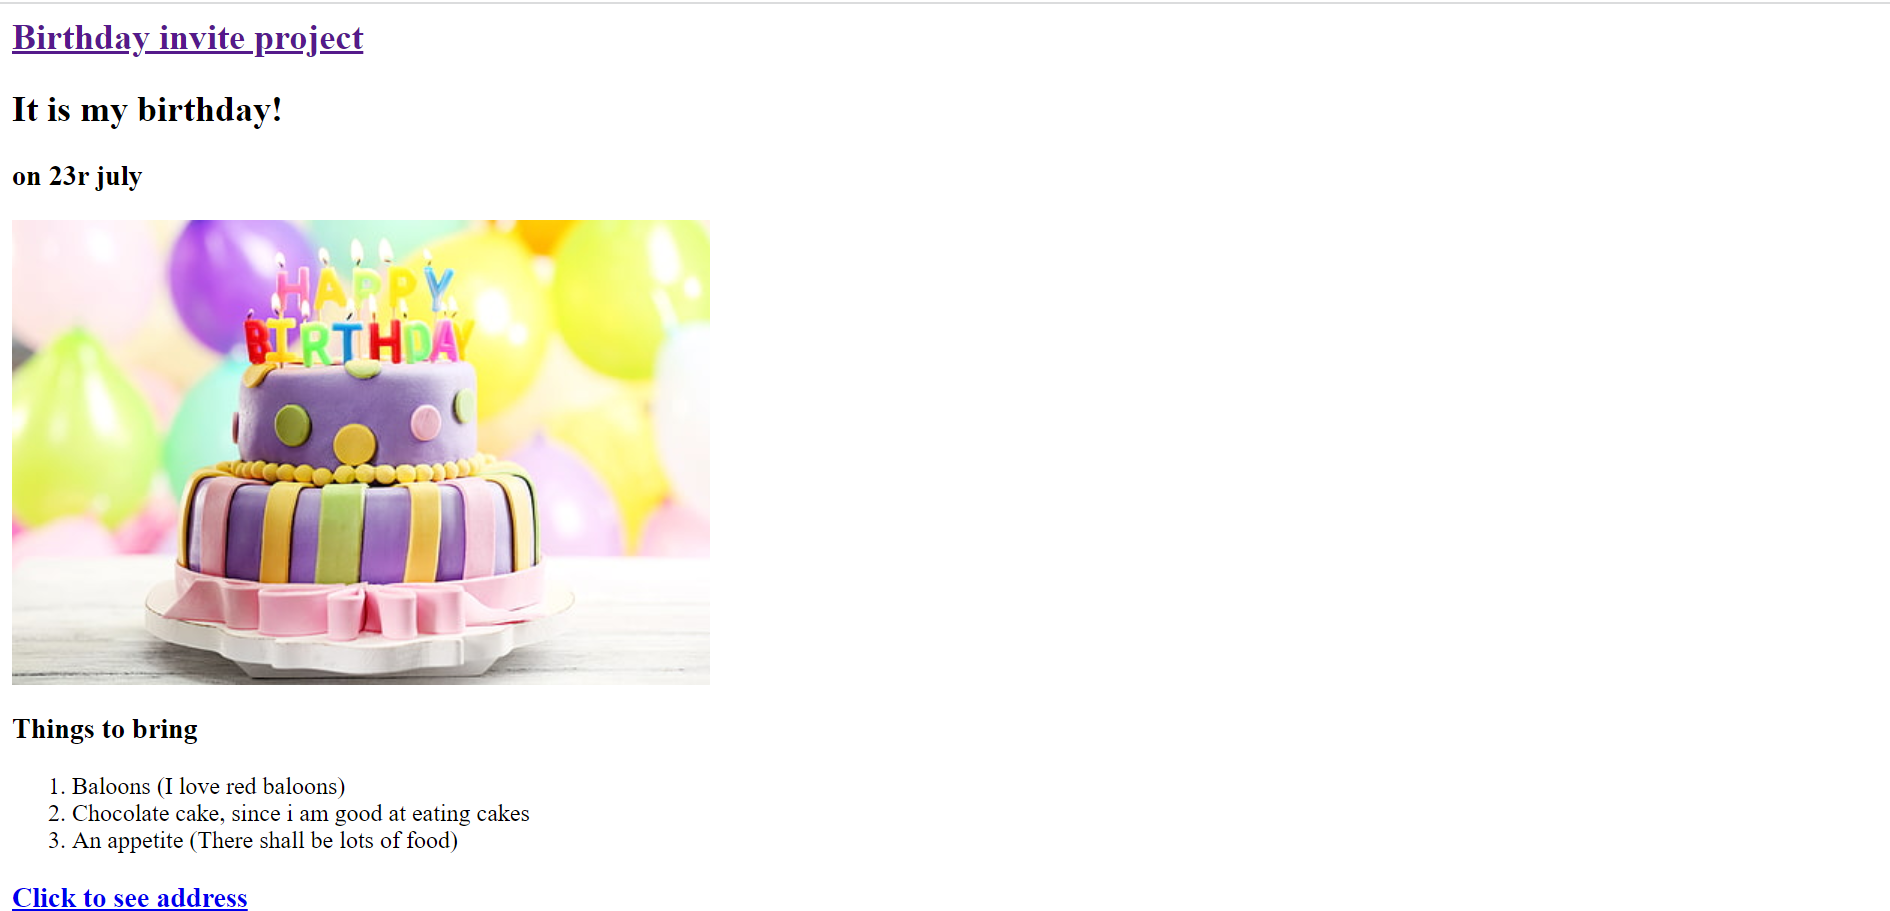 Birthday invite project
It is my birthday!
on 23r july
HAPPY
BIRTHDAY
Things to bring
1. Baloons (I love red baloons)
2. Chocolate cake, since i am good at eating cakes
3. An appetite (There shall be lots of food)
Click to see address